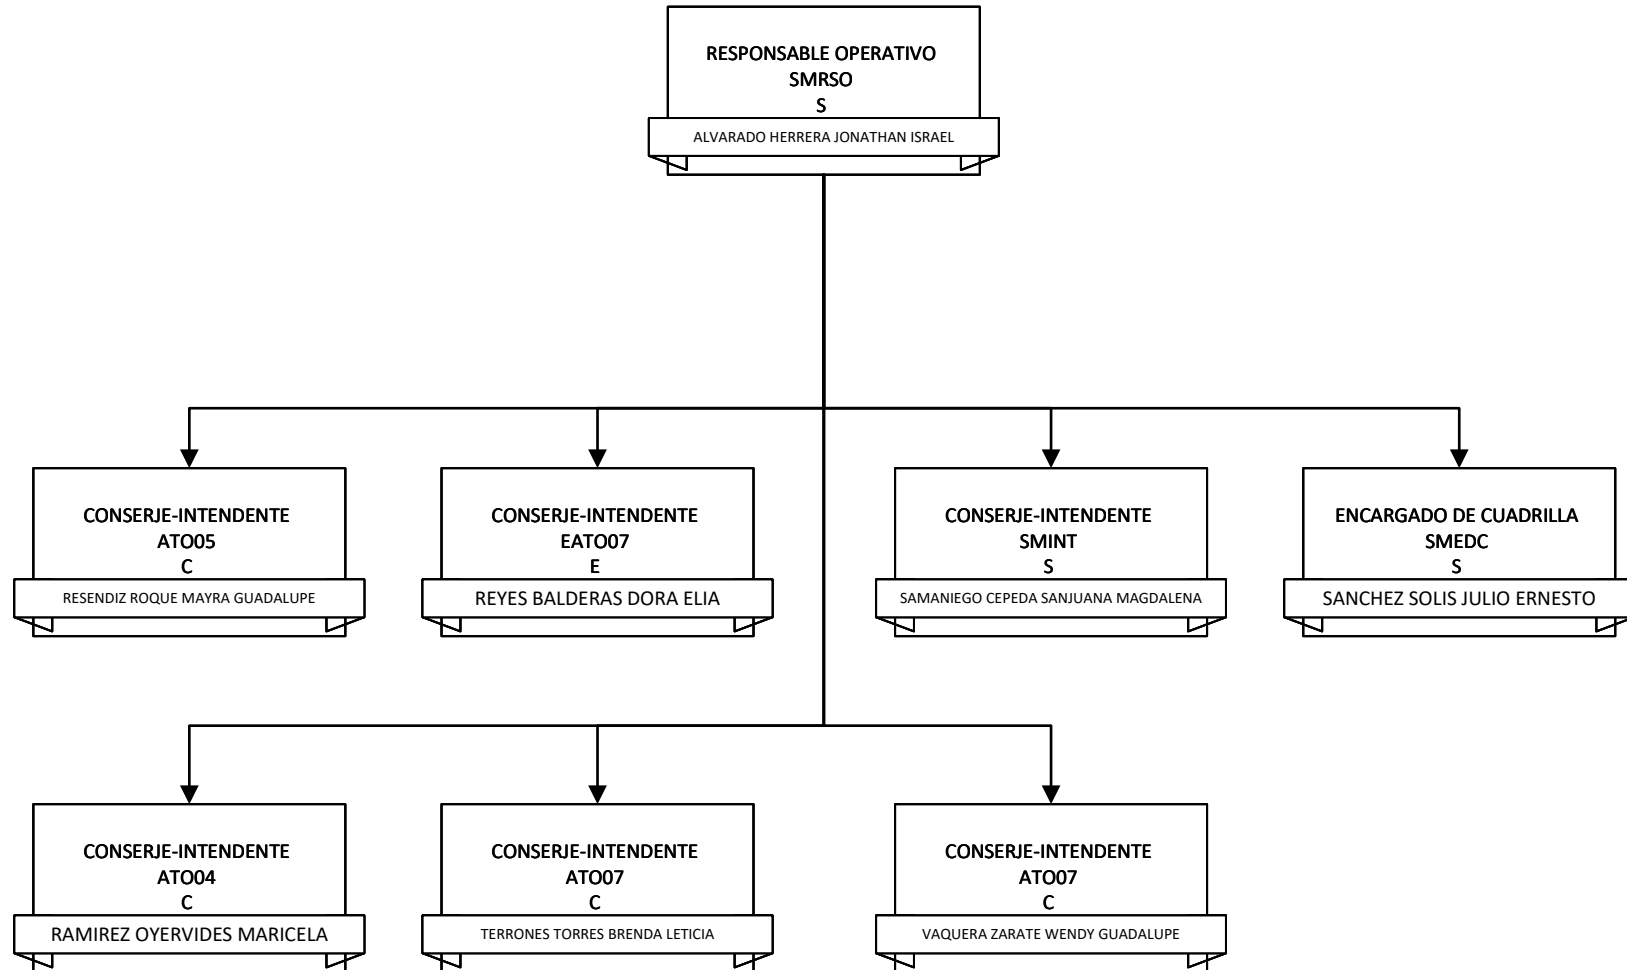 RESPONSABLE OPERATIVO
SMRSO
S
ALVARADO HERRERA JONATHAN ISRAEL
CONSERJE-INTENDENTE
ATO05
C
RESENDIZ ROQUE MAYRA GUADALUPE
CONSERJE-INTENDENTE
EATO07
E
REYES BALDERAS DORA ELIA
CONSERJE-INTENDENTE
SMINT
S
SAMANIEGO CEPEDA SANJUANA MAGDALENA
ENCARGADO DE CUADRILLA
SMEDC
S
SANCHEZ SOLIS JULIO ERNESTO
CONSERJE-INTENDENTE
ATO04
C
RAMIREZ OYERVIDES MARICELA
CONSERJE-INTENDENTE
ATO07
C
TERRONES TORRES BRENDA LETICIA
CONSERJE-INTENDENTE
ATO07
C
VAQUERA ZARATE WENDY GUADALUPE